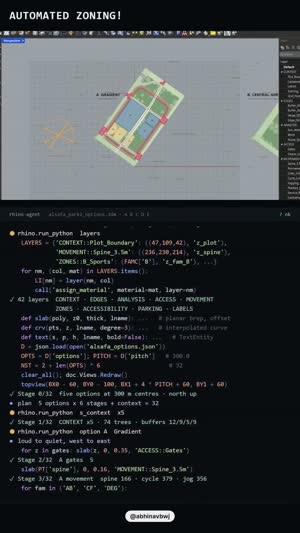 AUTOMATED ZONING!
Perspective
A GRADIENT
B CENTRAL
Default
rhino-agent alsafa_park2_options.3dm - A B C D E 7 ok
rhino.run_python layers
LAYERS = {'CONTEXT::Plot_Boundary': ((47,109,42), 'z_plot'),
'MOVEMENT::Spine_3.5m': ((236,230,214), 'z_spine'),
'ZONES::B_Sports': (FAMC['B'], 'z_fam_B'), ...}
for nm, (col, mat) in LAYERS.items():
LI[nm] = layer(nm, col)
call('assign_material', material=mat, layer=nm)
✓ 42 layers CONTEXT · EDGES · ANALYSIS · ACCESS · MOVEMENT
ZONES · ACCESSIBILITY · PARKING · LABELS
def slab(poly, z0, thick, lname): ... # planar brep, offset
def crv(pts, z, lname, degree=3): ... # interpolated curve
def text(s, p, h, lname, bold=False): ... # TextEntity
D = json.load(open('alsafa_options.json'))
OPTS = D['options']; PITCH = D['pitch'] # 300.0
NST = 2 + len(OPTS) * 6 # 32
clear_all(); doc.Views.Redraw()
topview(BX0 - 60, BY0 - 100, BX1 + 4 * PITCH + 60, BY1 + 60)
✓ Stage 0/32 five options at 300 m centres · north up
plan 5 options x 6 stages + context = 32
rhino.run_python s_context x5
✓ Stage 1/32 CONTEXT x5 · 74 trees · buffers 12/9/5/9
rhino.run_python option A Gradient
loud to quiet, west to east
for z in gates: slab(z, 0, 0.35, 'ACCESS::Gates')
✓ Stage 2/32 A gates 5
slab(PT['spine'], 0, 0.16, 'MOVEMENT::Spine_3.5m')
✓ Stage 3/32 A movement spine 166 · cycle 379 · jog 356
for fam in ('AB', 'CF', 'DEG'):
@abhinavbwj